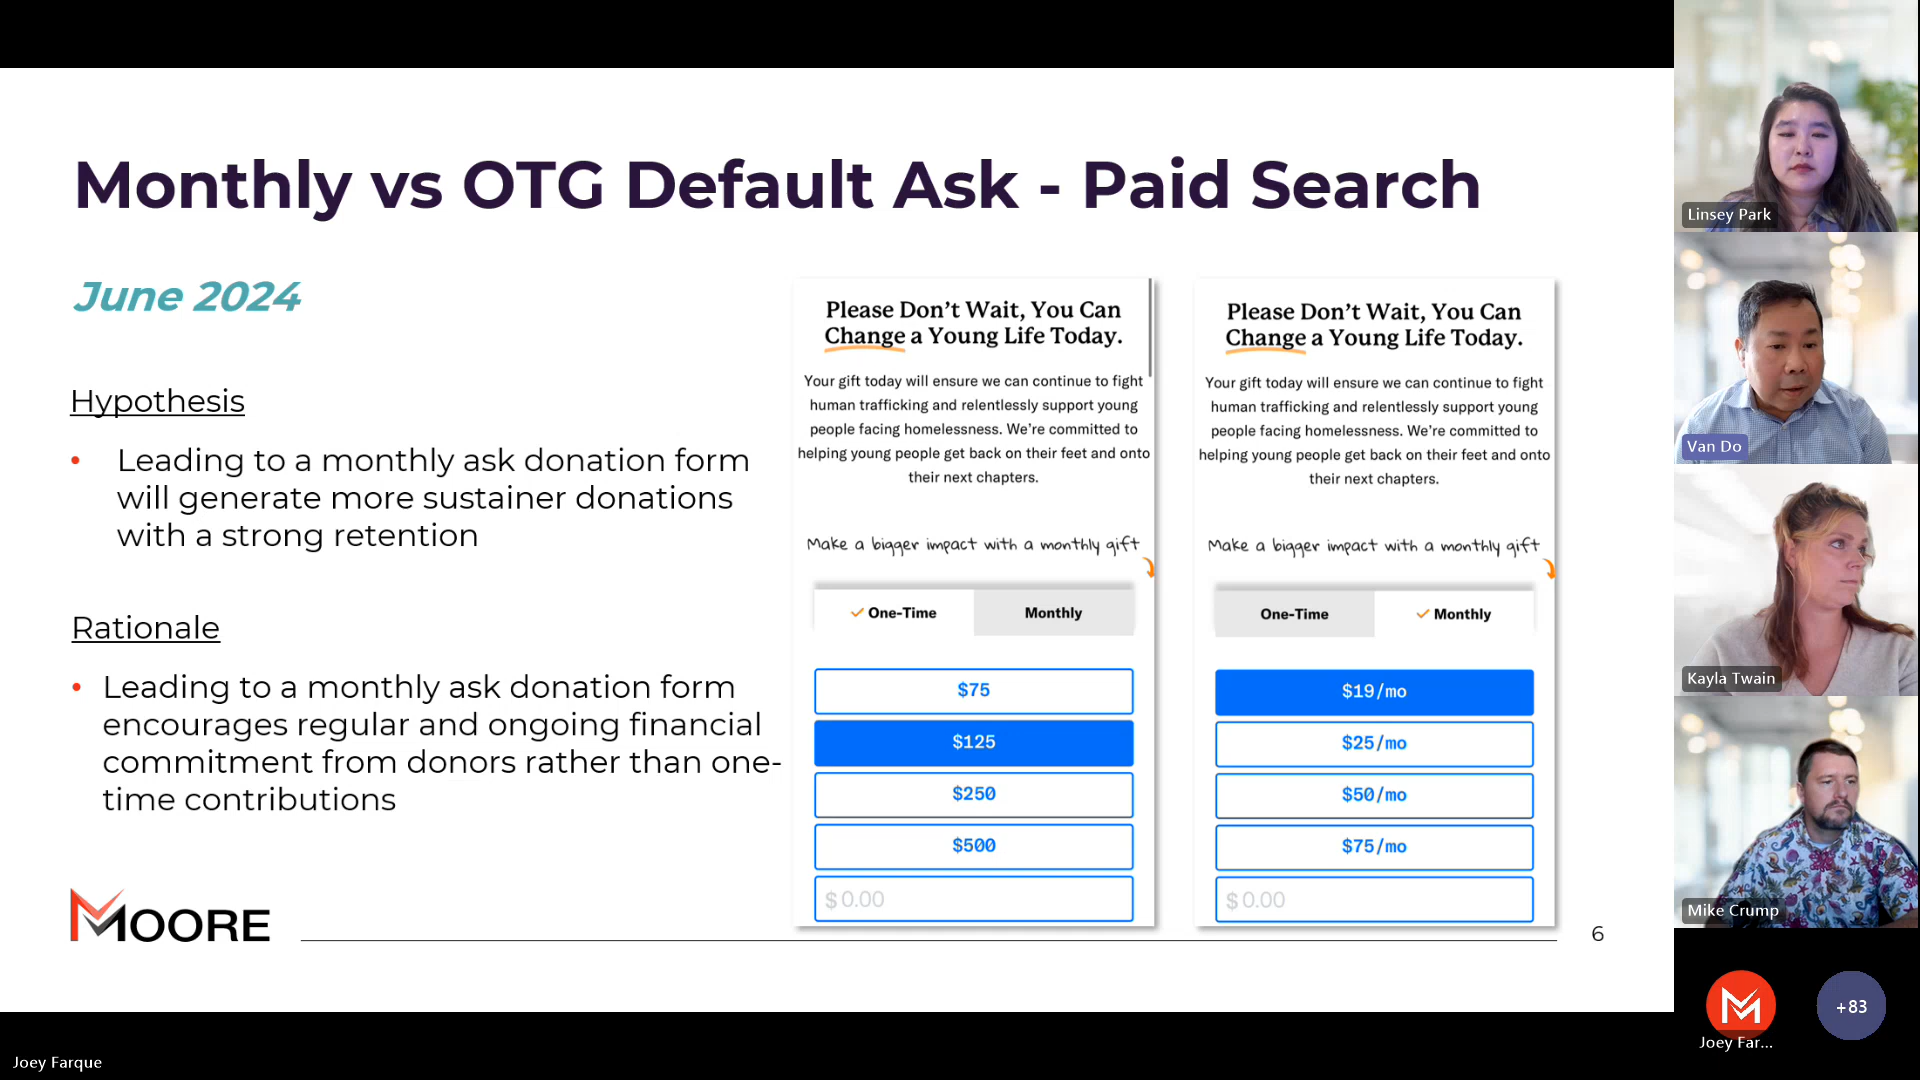 Monthly vs OTG Default Ask - Paid Search
June 2024
Hypothesis
• Leading to a monthly ask donation form
will generate more sustainer donations
with a strong retention
Rationale
• Leading to a monthly ask donation form
encourages regular and ongoing financial
commitment from donors rather than one-
time contributions
Please Don’t Wait, You Can
Change a Young Life Today.
Your gift today will ensure we can continue to fight
human trafficking and relentlessly support young
people facing homelessness. We’re committed to
helping young people get back on their feet and onto
their next chapters.
Make a bigger impact with a monthly gift
One-Time Monthly
$75
$125
$250
$500
$ 0.00
Please Don’t Wait, You Can
Change a Young Life Today.
Your gift today will ensure we can continue to fight
human trafficking and relentlessly support young
people facing homelessness. We’re committed to
helping young people get back on their feet and onto
their next chapters.
Make a bigger impact with a monthly gift
One-Time Monthly
$19/mo
$25/mo
$50/mo
$75/mo
$ 0.00
MOORE
6
Linsey Park
Van Do
Kayla Twain
Mike Crump
Joey Far...
+83
Joey Farque